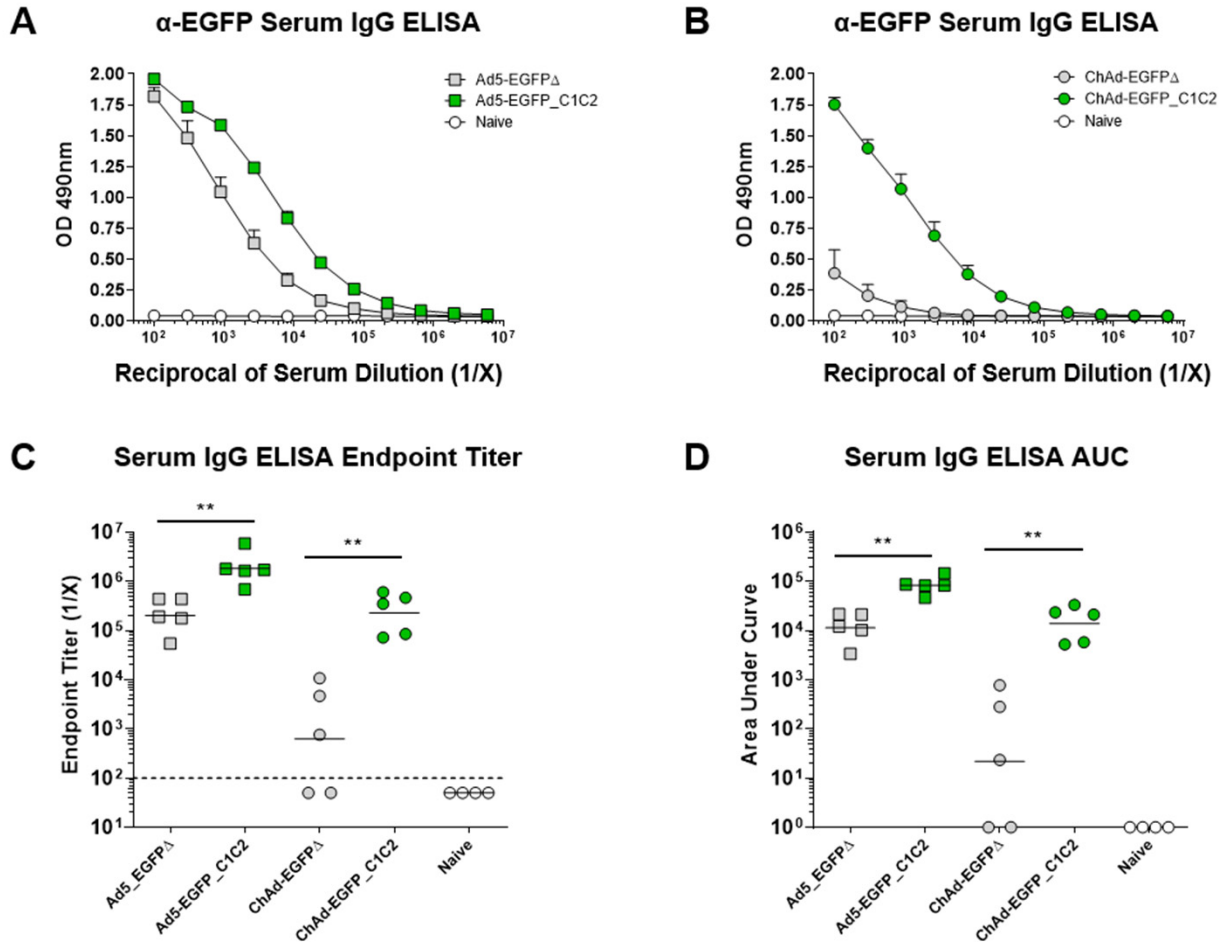 A
α-EGFP Serum IgG ELISA
OD 490nm
2.00
1.75
1.50
1.25
1.00
0.75
0.50
0.25
0.00
10²
10³
10⁴
10⁵
10⁶
10⁷
Reciprocal of Serum Dilution (1/X)
Ad5-EGFPΔ
Ad5-EGFP_C1C2
Naive
B
α-EGFP Serum IgG ELISA
OD 490nm
2.00
1.75
1.50
1.25
1.00
0.75
0.50
0.25
0.00
10²
10³
10⁴
10⁵
10⁶
10⁷
Reciprocal of Serum Dilution (1/X)
ChAd-EGFPΔ
ChAd-EGFP_C1C2
Naive
C
Serum IgG ELISA Endpoint Titer
Endpoint Titer (1/X)
10⁷
10⁶
10⁵
10⁴
10³
10²
10¹
**
**
Ad5_EGFPΔ
Ad5-EGFP_C1C2
ChAd-EGFPΔ
ChAd-EGFP_C1C2
Naive
D
Serum IgG ELISA AUC
Area Under Curve
10⁶
10⁵
10⁴
10³
10²
10¹
10⁰
**
**
Ad5_EGFPΔ
Ad5-EGFP_C1C2
ChAd-EGFPΔ
ChAd-EGFP_C1C2
Naive